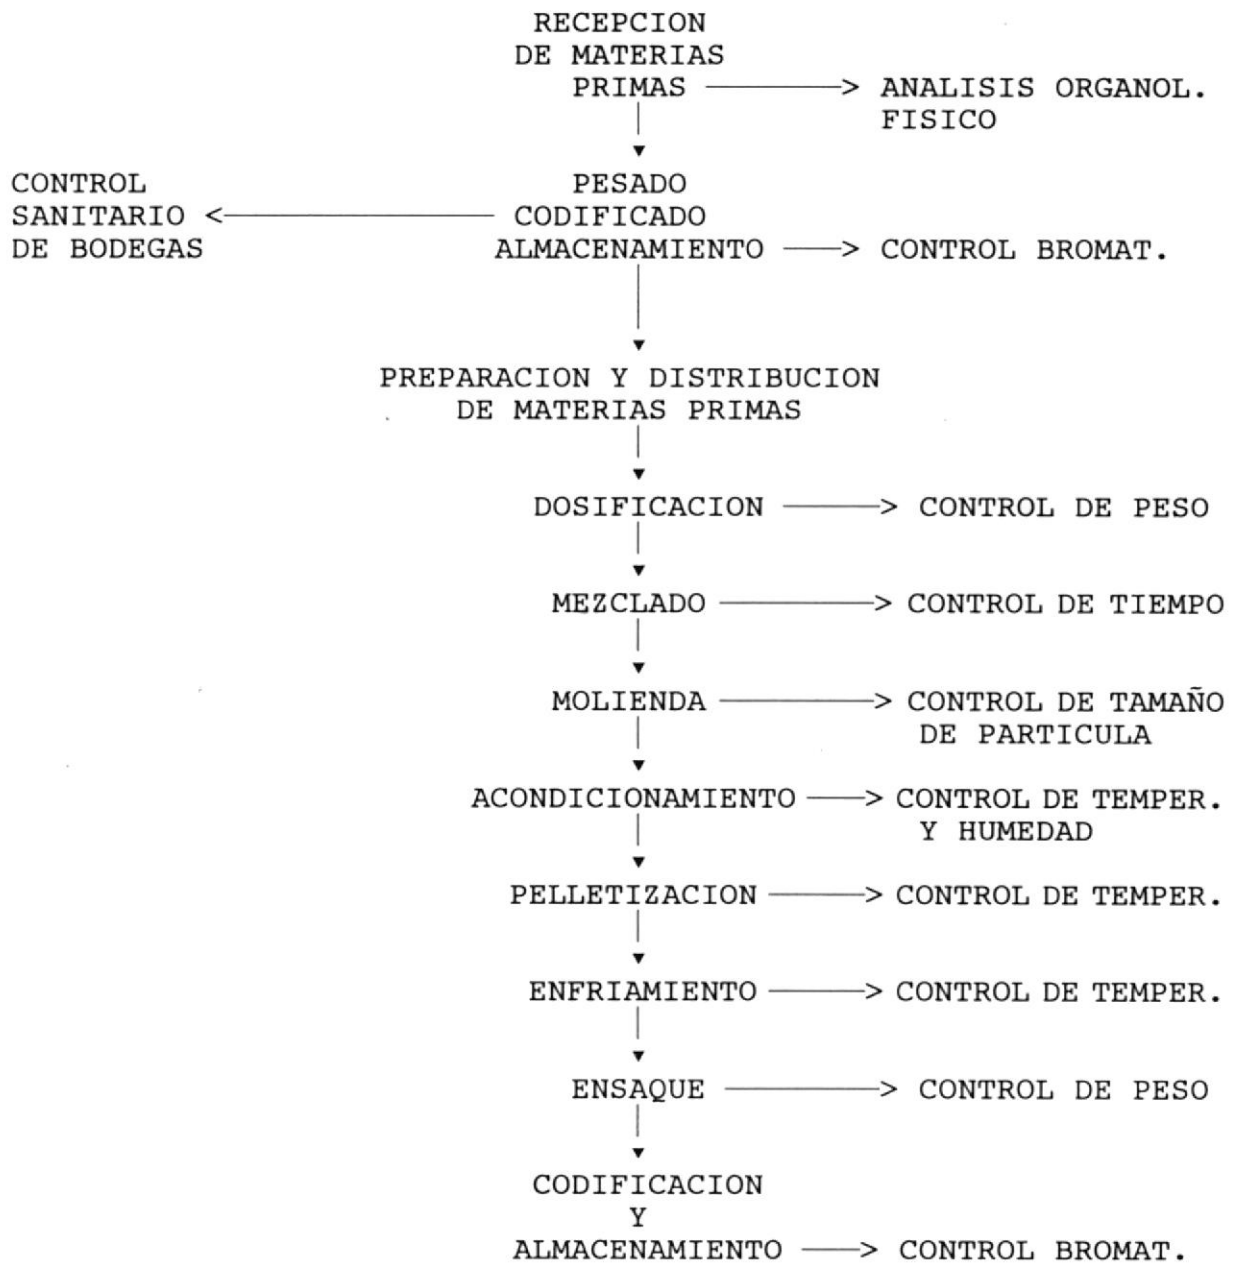 RECEPCION
DE MATERIAS
PRIMAS ———> ANALISIS ORGANOL.
FISICO
CONTROL PESADO
SANITARIO <——— CODIFICADO
DE BODEGAS ALMACENAMIENTO ———> CONTROL BROMAT.
PREPARACION Y DISTRIBUCION
DE MATERIAS PRIMAS
DOSIFICACION ———> CONTROL DE PESO
MEZCLADO ———> CONTROL DE TIEMPO
MOLIENDA ———> CONTROL DE TAMAÑO
DE PARTICULA
ACONDICIONAMIENTO ———> CONTROL DE TEMPER.
Y HUMEDAD
PELLETIZACION ———> CONTROL DE TEMPER.
ENFRIAMIENTO ———> CONTROL DE TEMPER.
ENSAQUE ———> CONTROL DE PESO
CODIFICACION
Y
ALMACENAMIENTO ———> CONTROL BROMAT.